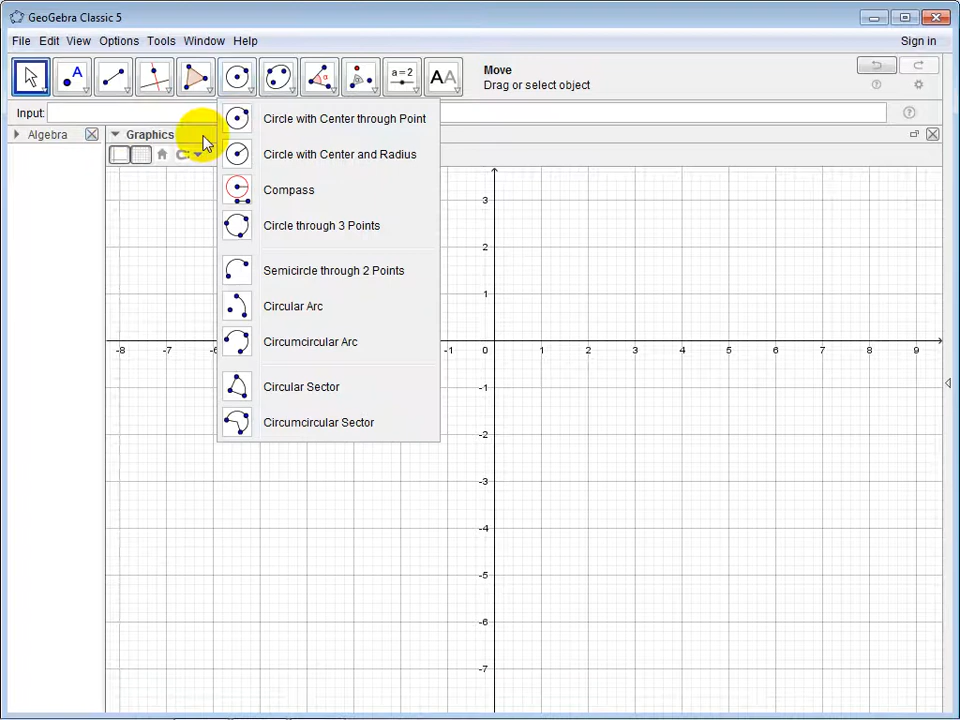 GeoGebra Classic 5
File Edit View Options Tools Window Help Sign in
A a=2 AA
Move
Drag or select object
Input:
Algebra Graphics
Circle with Center through Point
Circle with Center and Radius
Compass
Circle through 3 Points
Semicircle through 2 Points
Circular Arc
Circumcircular Arc
Circular Sector
Circumcircular Sector
3
2
1
-8 -7 -6 -1 0 1 2 3 4 5 6 7 8 9
-1
-2
-3
-4
-5
-6
-7